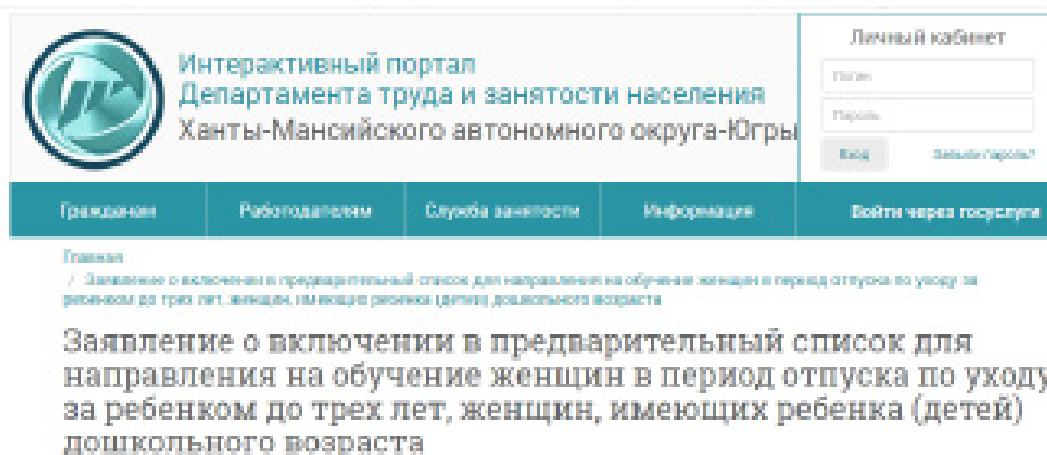 Интерактивный портал
Департамента труда и занятости населения
Ханты-Мансийского автономного округа-Югры
Личный кабинет
Логин
Пароль
Вход
Забыли пароль?
Гражданам
Работодателям
Служба занятости
Информация
Войти через госуслуги
Главная
/ Заявление о включении в предварительный список для направления на обучение женщин в период отпуска по уходу за
ребенком до трех лет, женщин, имеющих ребенка (детей) дошкольного возраста
Заявление о включении в предварительный список для
направления на обучение женщин в период отпуска по уходу
за ребенком до трех лет, женщин, имеющих ребенка (детей)
дошкольного возраста